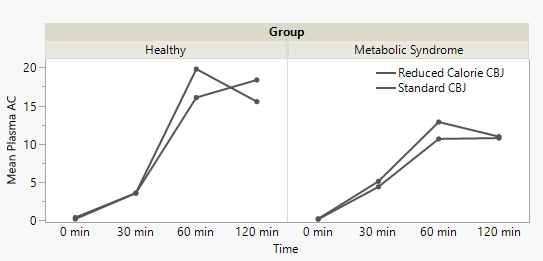 Group
Healthy
Metabolic Syndrome
Reduced Calorie CBJ
Standard CBJ
Mean Plasma AC
20
15
10
5
0
0 min 30 min 60 min 120 min
0 min 30 min 60 min 120 min
Time